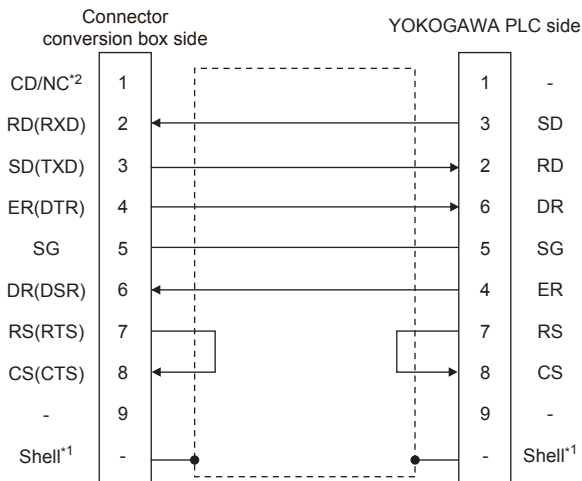 Connector
conversion box side
YOKOGAWA PLC side
CD/NC*2 1 1 -
RD(RXD) 2 3 SD
SD(TXD) 3 2 RD
ER(DTR) 4 6 DR
SG 5 5 SG
DR(DSR) 6 4 ER
RS(RTS) 7 7 RS
CS(CTS) 8 8 CS
- 9 9 -
Shell*1 - - Shell*1